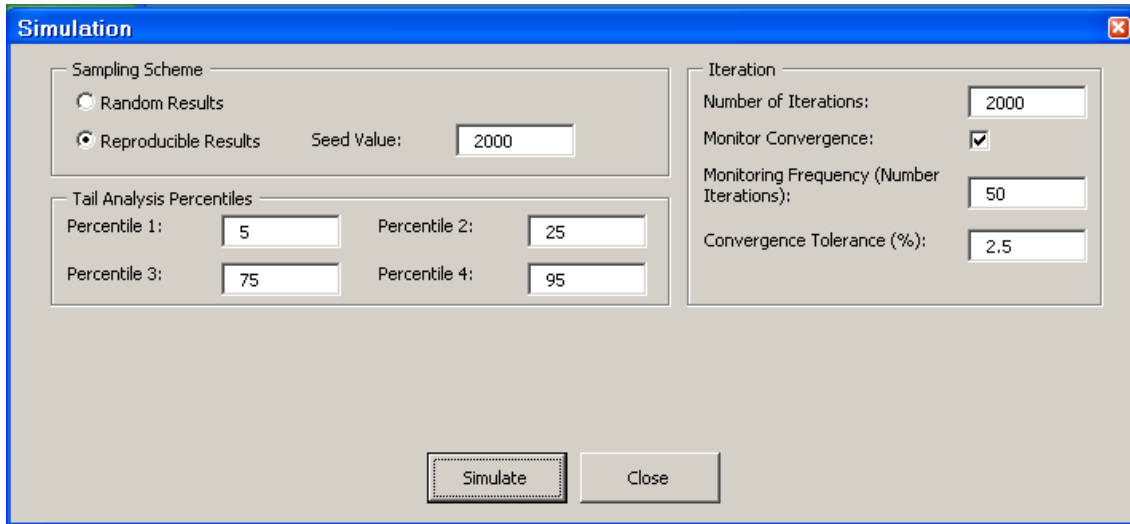 Simulation
Sampling Scheme
Random Results
Reproducible Results Seed Value: 2000
Tail Analysis Percentiles
Percentile 1: 5 Percentile 2: 25
Percentile 3: 75 Percentile 4: 95
Iteration
Number of Iterations: 2000
Monitor Convergence:
Monitoring Frequency (Number
Iterations): 50
Convergence Tolerance (%): 2.5
Simulate Close